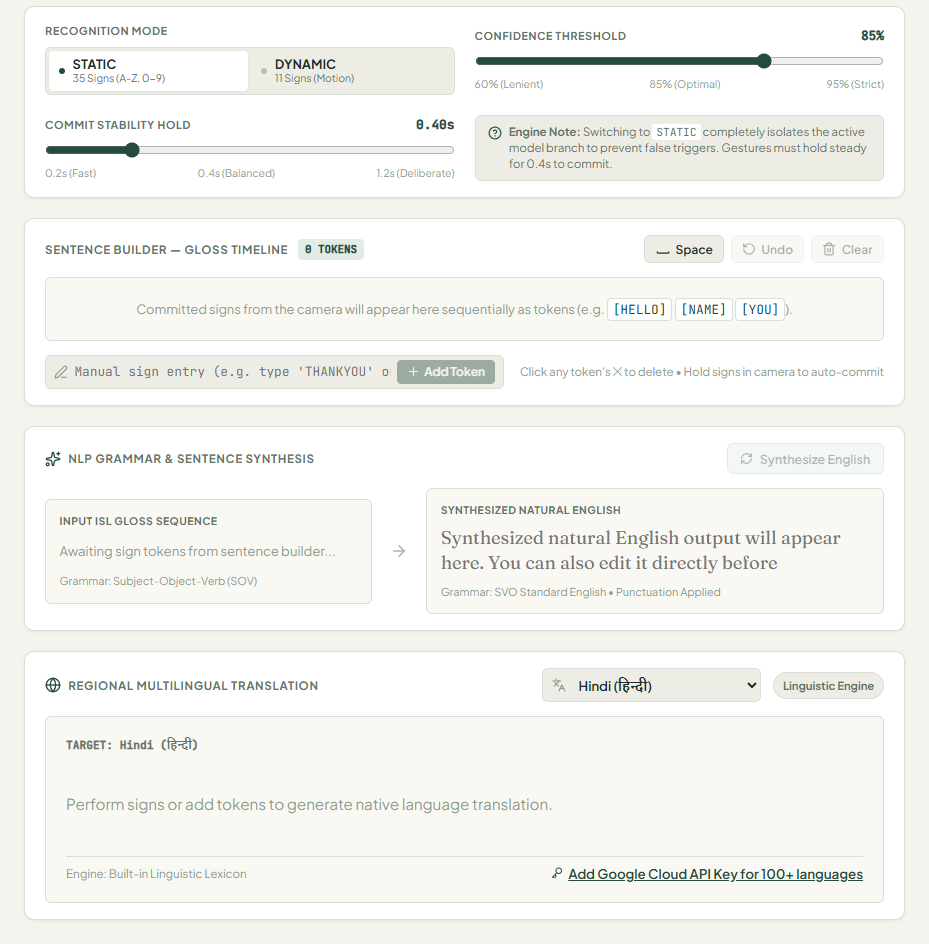 RECOGNITION MODE
STATIC
35 Signs (A-Z, 0–9)
DYNAMIC
11 Signs (Motion)
CONFIDENCE THRESHOLD 85%
60% (Lenient) 85% (Optimal) 95% (Strict)
COMMIT STABILITY HOLD 0.40s
0.2s (Fast) 0.4s (Balanced) 1.2s (Deliberate)
Engine Note: Switching to STATIC completely isolates the active
model branch to prevent false triggers. Gestures must hold steady
for 0.4s to commit.
SENTENCE BUILDER — GLOSS TIMELINE 0 TOKENS Space Undo Clear
Committed signs from the camera will appear here sequentially as tokens (e.g. [HELLO] [NAME] [YOU]).
Manual sign entry (e.g. type 'THANKYOU' o Add Token Click any token's ✕ to delete • Hold signs in camera to auto-commit
NLP GRAMMAR & SENTENCE SYNTHESIS Synthesize English
INPUT ISL GLOSS SEQUENCE
Awaiting sign tokens from sentence builder...
Grammar: Subject-Object-Verb (SOV)
SYNTHESIZED NATURAL ENGLISH
Synthesized natural English output will appear
here. You can also edit it directly before
Grammar: SVO Standard English • Punctuation Applied
REGIONAL MULTILINGUAL TRANSLATION Hindi (हिन्दी) Linguistic Engine
TARGET: Hindi (हिन्दी)
Perform signs or add tokens to generate native language translation.
Engine: Built-in Linguistic Lexicon Add Google Cloud API Key for 100+ languages